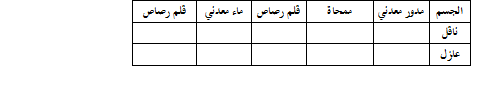 الجسم مدور معدني ممحاة قلم رصاص ماء معدني قلم رصاص
ناقل
عازل